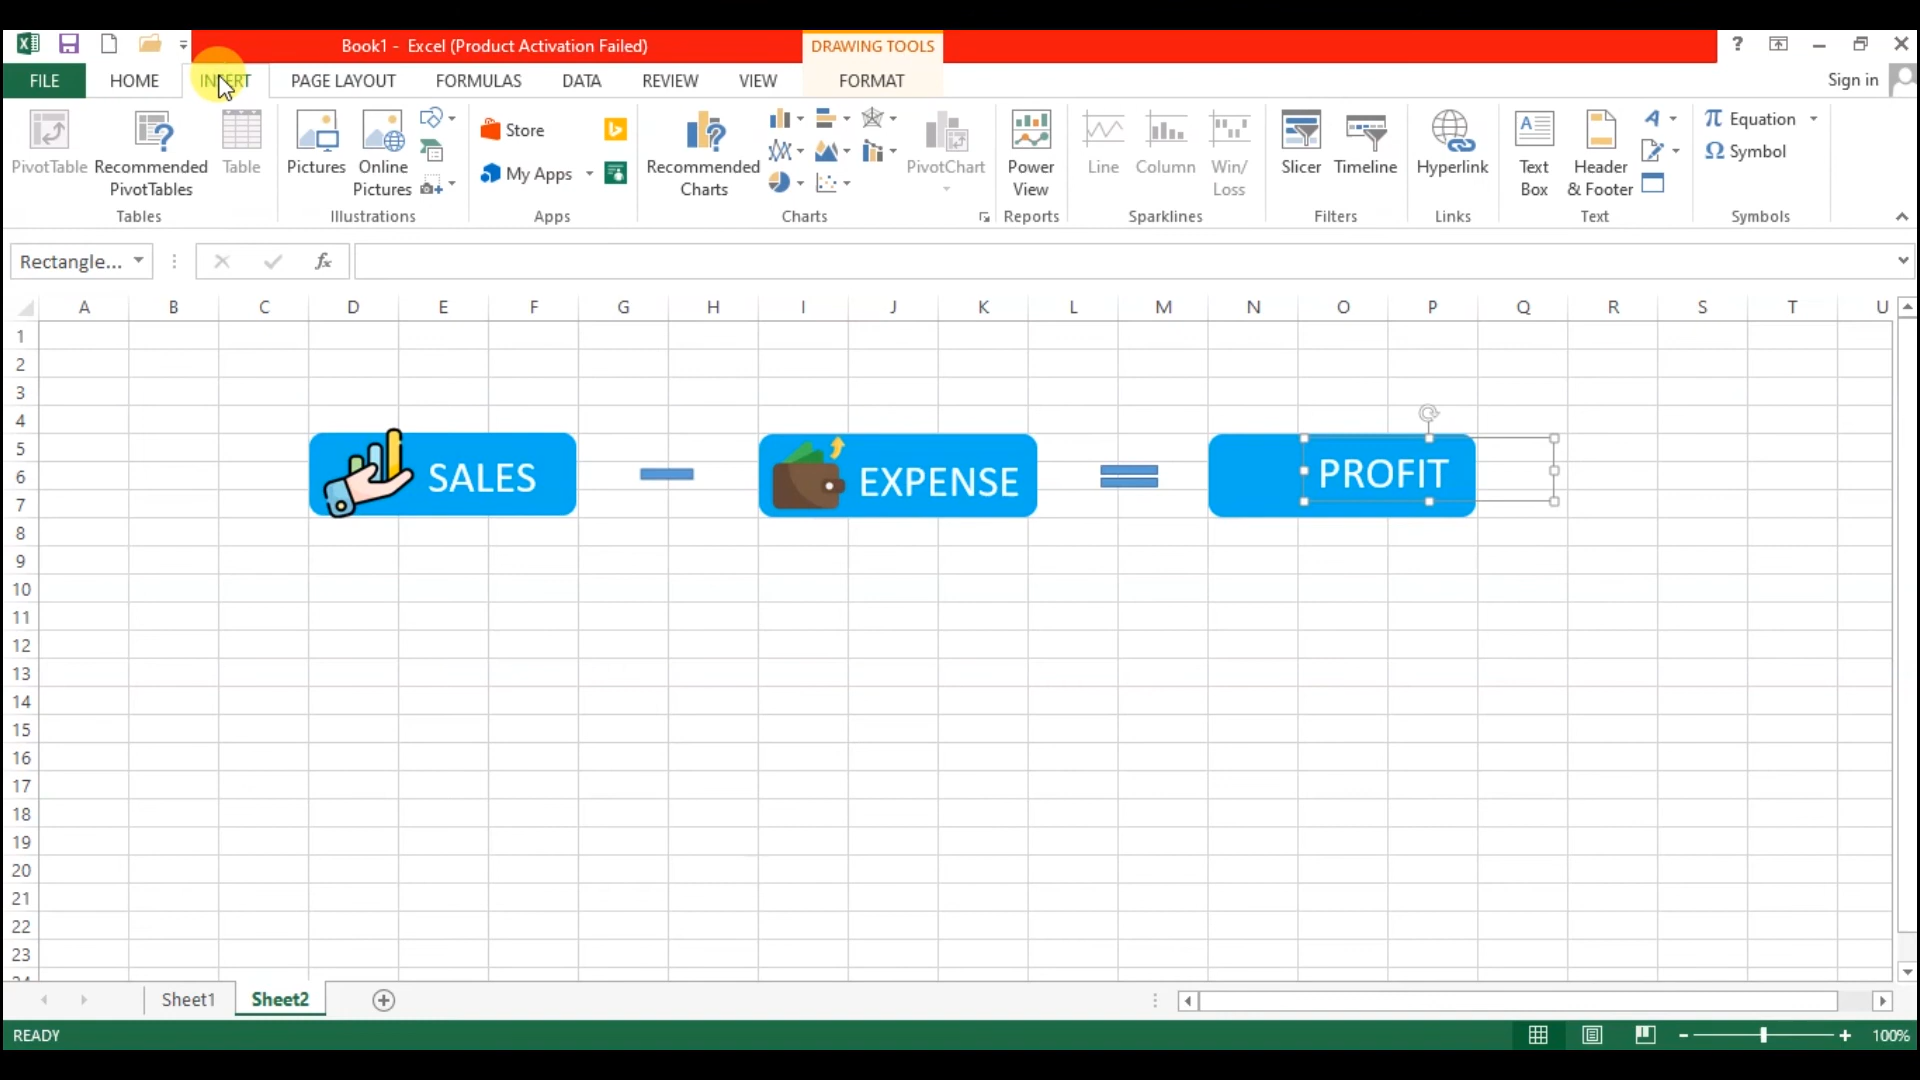 Book1 - Excel (Product Activation Failed)
DRAWING TOOLS
?
FILE
HOME
INSERT
PAGE LAYOUT
FORMULAS
DATA
REVIEW
VIEW
FORMAT
Sign in
PivotTable
Recommended
PivotTables
Table
Tables
Pictures
Online
Pictures
Illustrations
Store
My Apps
Apps
Recommended
Charts
PivotChart
Charts
Power
View
Reports
Line
Column
Win/
Loss
Sparklines
Slicer
Timeline
Filters
Hyperlink
Links
Text
Box
Header
& Footer
Text
π Equation
Ω Symbol
Symbols
Rectangle...
fx
A B C D E F G H I J K L M N O P Q R S T U
1
2
3
4
5
6
7
8
9
10
11
12
13
14
15
16
17
18
19
20
21
22
23
24
SALES
EXPENSE
PROFIT
Sheet1
Sheet2
READY
100%